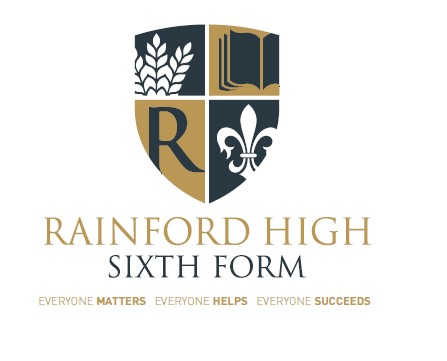 R
RAINFORD HIGH
SIXTH FORM
EVERYONE MATTERS EVERYONE HELPS EVERYONE SUCCEEDS